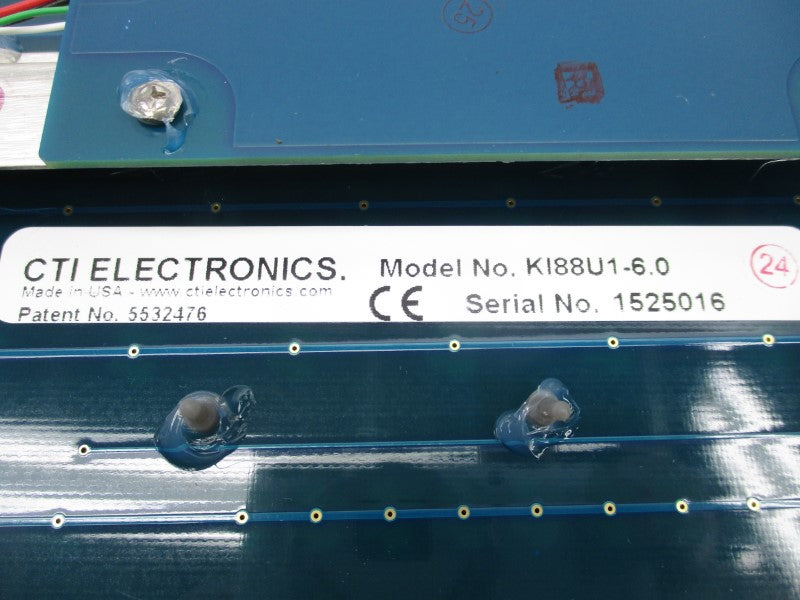 25
CTI ELECTRONICS. Model No. KI88U1-6.0 24
Made in USA - www.ctielectronics.com CE Serial No. 1525016
Patent No. 5532476